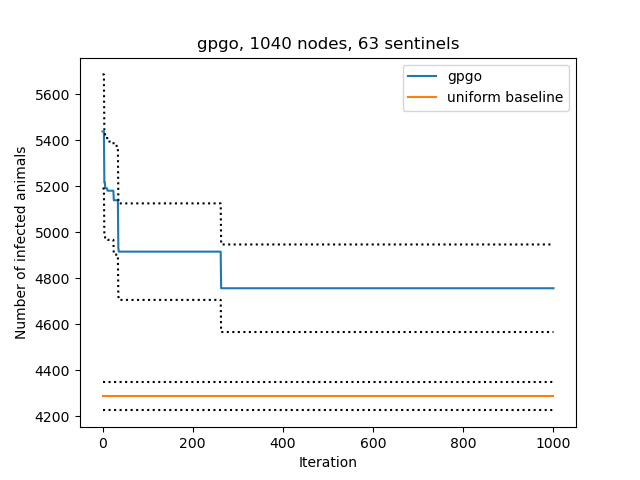 gpgo, 1040 nodes, 63 sentinels
gpgo
uniform baseline
Number of infected animals
5600
5400
5200
5000
4800
4600
4400
4200
0 200 400 600 800 1000
Iteration